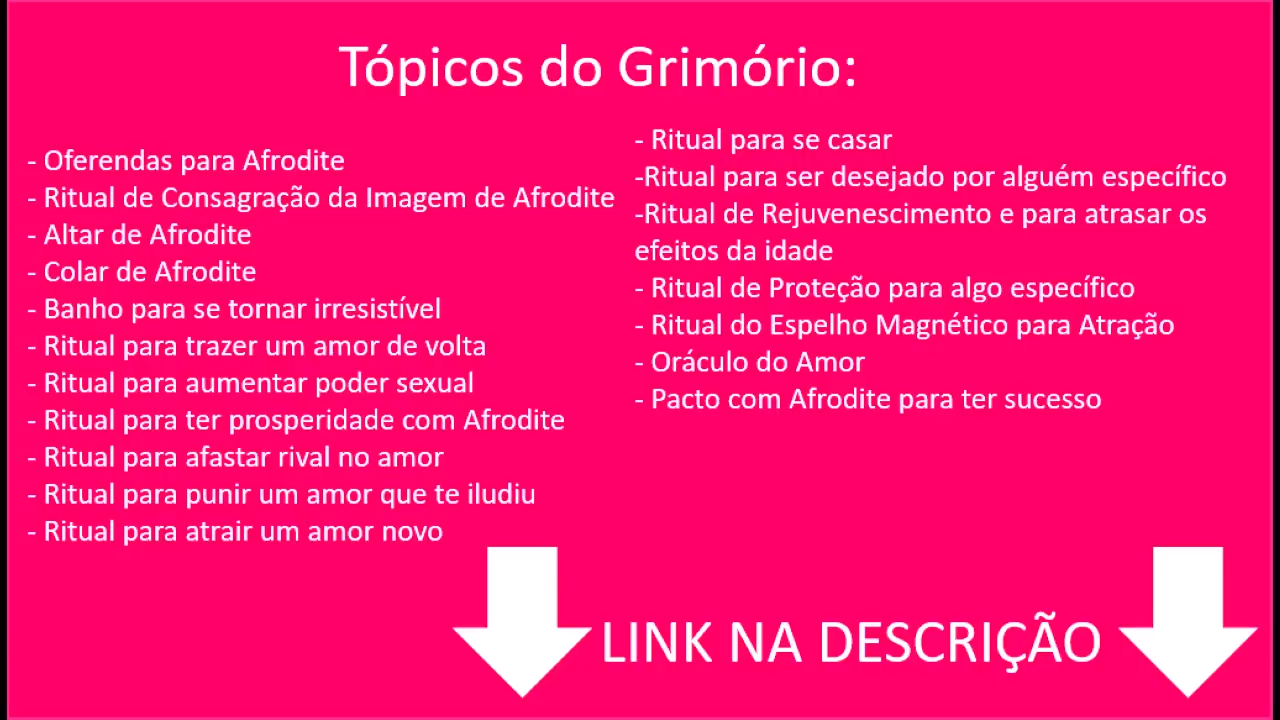 Tópicos do Grimório:
- Oferendas para Afrodite
- Ritual de Consagração da Imagem de Afrodite
- Altar de Afrodite
- Colar de Afrodite
- Banho para se tornar irresistível
- Ritual para trazer um amor de volta
- Ritual para aumentar poder sexual
- Ritual para ter prosperidade com Afrodite
- Ritual para afastar rival no amor
- Ritual para punir um amor que te iludiu
- Ritual para atrair um amor novo
- Ritual para se casar
-Ritual para ser desejado por alguém específico
-Ritual de Rejuvenescimento e para atrasar os
efeitos da idade
- Ritual de Proteção para algo específico
- Ritual do Espelho Magnético para Atração
- Oráculo do Amor
- Pacto com Afrodite para ter sucesso
LINK NA DESCRIÇÃO